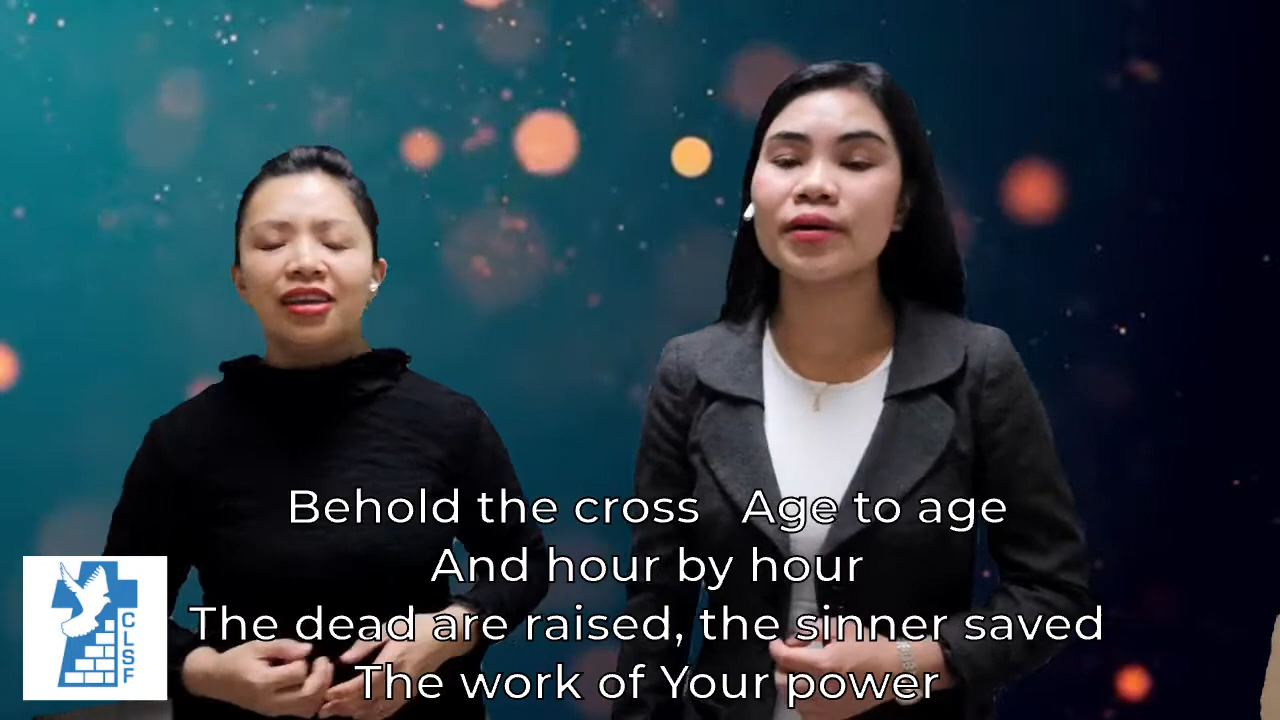 Behold the cross   Age to age
And hour by hour
The dead are raised, the sinner saved
The work of Your power
CLSF